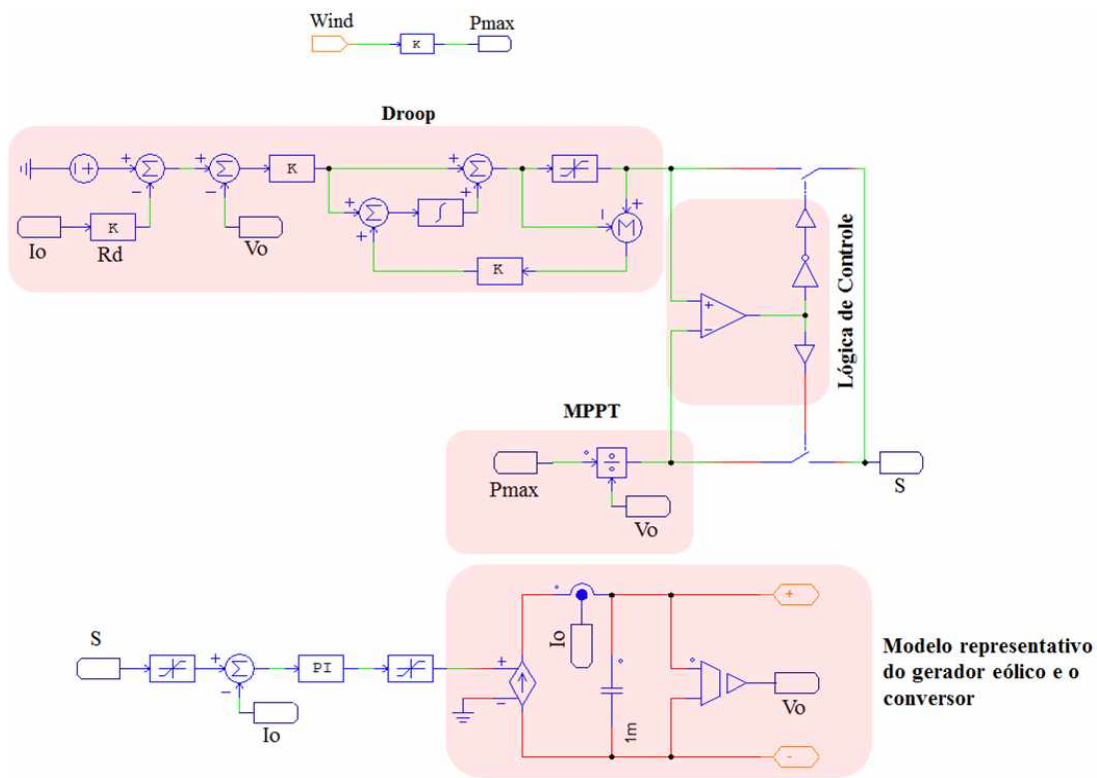 Wind
Pmax
K
Droop
K
K
Io
Rd
Vo
M
K
Lógica de Controle
MPPT
Pmax
Vo
S
S
PI
Io
Io
1m
Vo
Modelo representativo
do gerador eólico e o
conversor